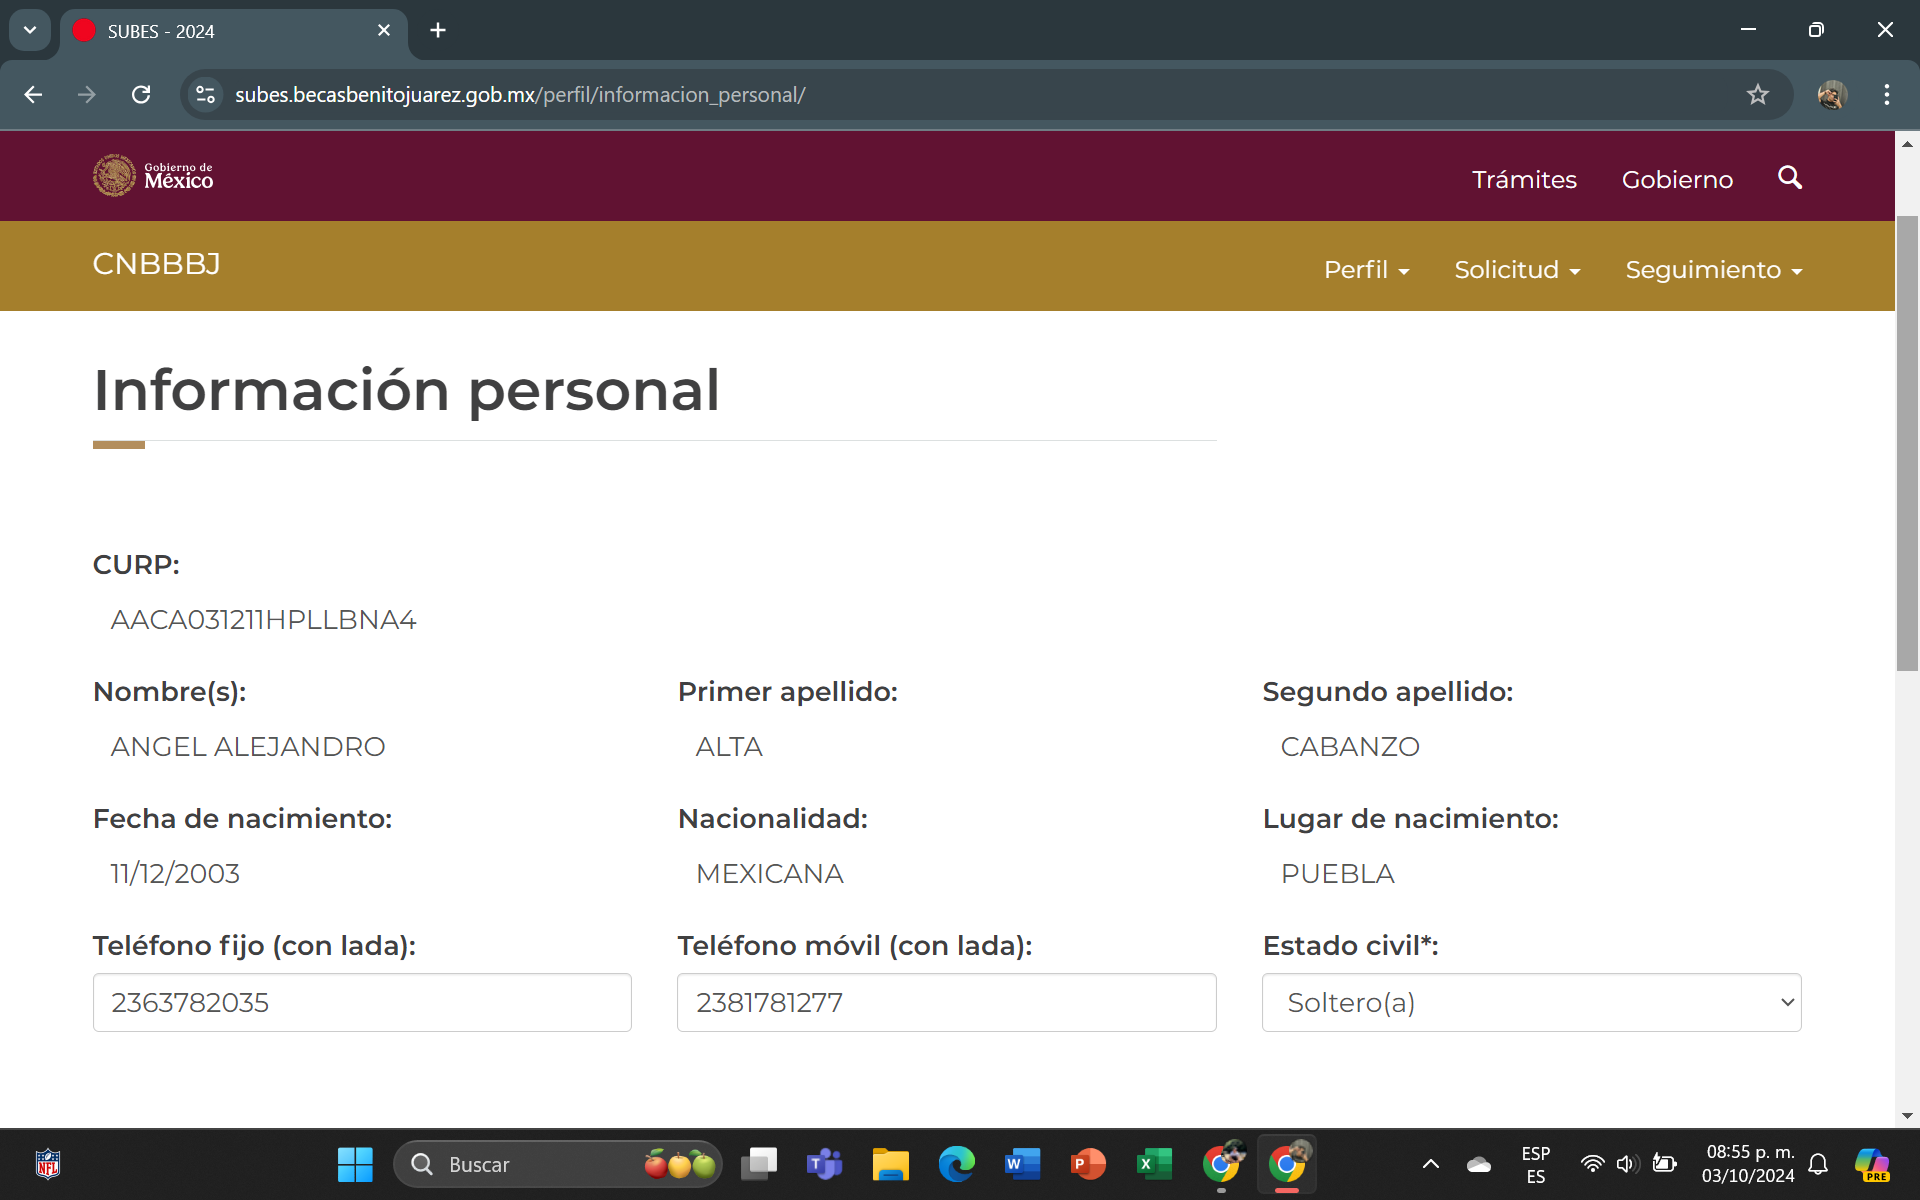 SUBES - 2024
subes.becasbenitojuarez.gob.mx/perfil/informacion_personal/
Gobierno de
México
Trámites Gobierno
CNBBBJ
Perfil Solicitud Seguimiento
Información personal
CURP:
AACA031211HPLLBNA4
Nombre(s): Primer apellido: Segundo apellido:
ANGEL ALEJANDRO ALTA CABANZO
Fecha de nacimiento: Nacionalidad: Lugar de nacimiento:
11/12/2003 MEXICANA PUEBLA
Teléfono fijo (con lada): Teléfono móvil (con lada): Estado civil*:
2363782035 2381781277 Soltero(a)
NFL
Buscar
ESP
ES
08:55 p. m.
03/10/2024
PRE